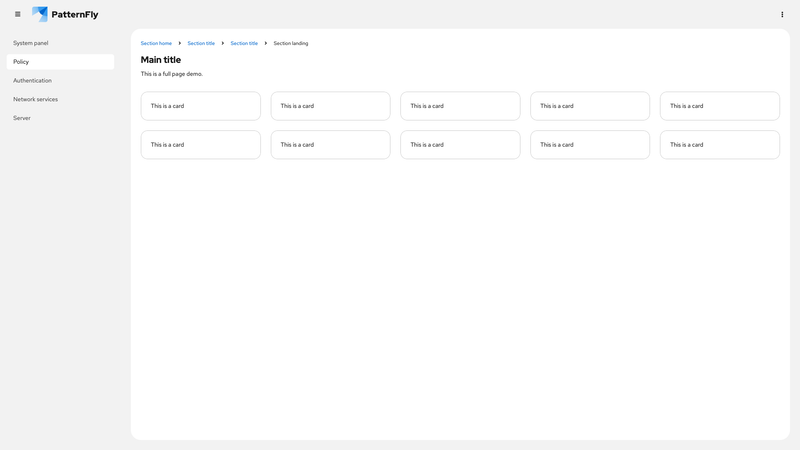 PatternFly
System panel
Policy
Authentication
Network services
Server
Section home Section title Section title Section landing
Main title
This is a full page demo.
This is a card This is a card This is a card This is a card This is a card
This is a card This is a card This is a card This is a card This is a card